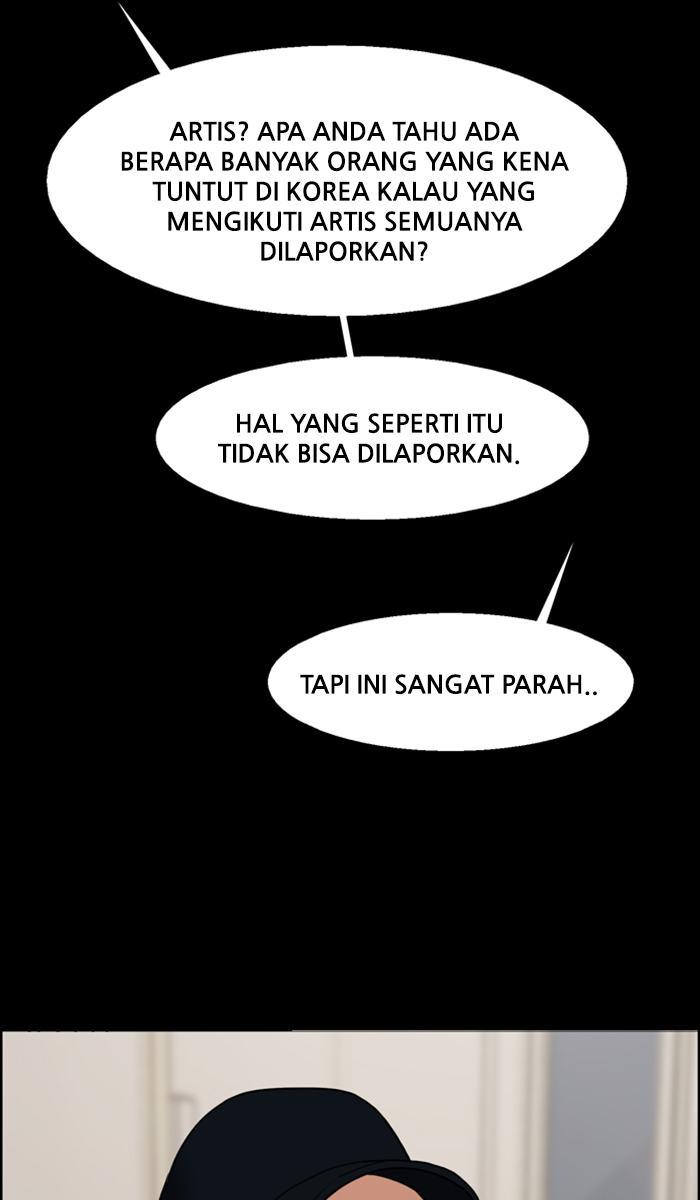 ARTIS? APA ANDA TAHU ADA
BERAPA BANYAK ORANG YANG KENA
TUNTUT DI KOREA KALAU YANG
MENGIKUTI ARTIS SEMUANYA
DILAPORKAN?
HAL YANG SEPERTI ITU
TIDAK BISA DILAPORKAN.
TAPI INI SANGAT PARAH..